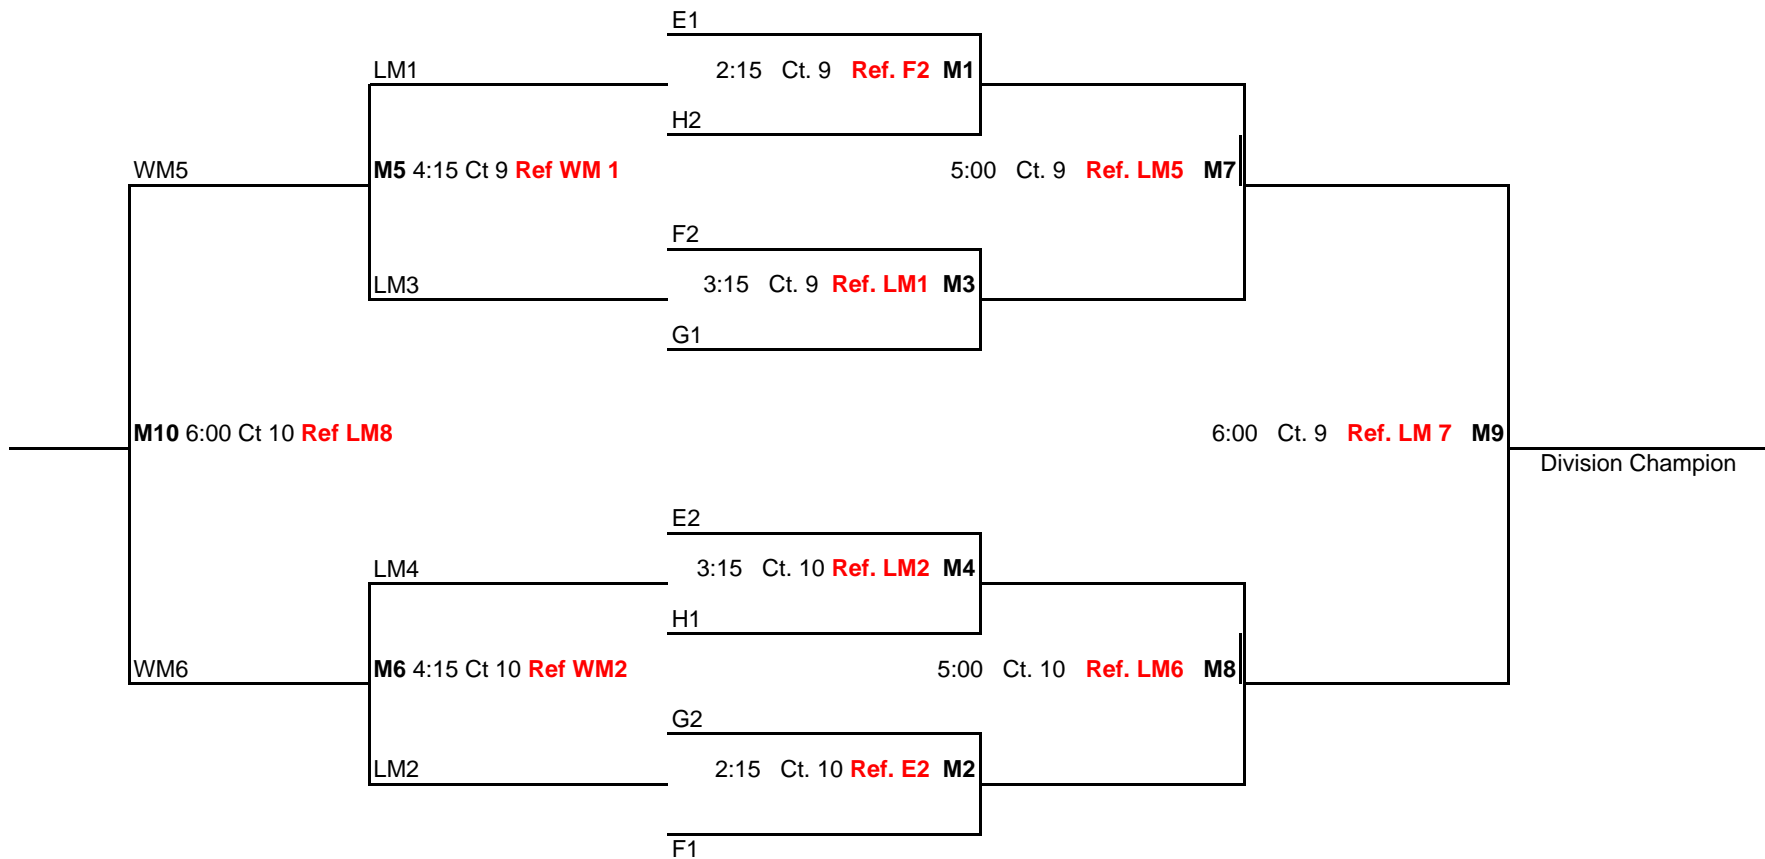 E1
LM1
2:15 Ct. 9 Ref. F2 M1
H2
WM5
M5 4:15 Ct 9 Ref WM 1
5:00 Ct. 9 Ref. LM5 M7
F2
LM3
3:15 Ct. 9 Ref. LM1 M3
G1
M10 6:00 Ct 10 Ref LM8
6:00 Ct. 9 Ref. LM 7 M9
Division Champion
E2
LM4
3:15 Ct. 10 Ref. LM2 M4
H1
WM6
M6 4:15 Ct 10 Ref WM2
5:00 Ct. 10 Ref. LM6 M8
G2
LM2
2:15 Ct. 10 Ref. E2 M2
F1